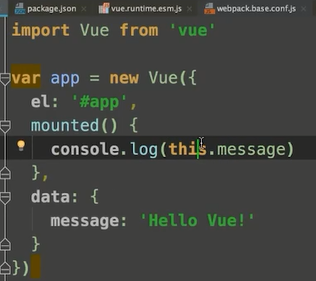 package.json vue.runtime.esm.js webpack.base.conf.js
import Vue from 'vue'
var app = new Vue({
el: '#app',
mounted() {
console.log(this.message)
},
data: {
message: 'Hello Vue!'
}
})